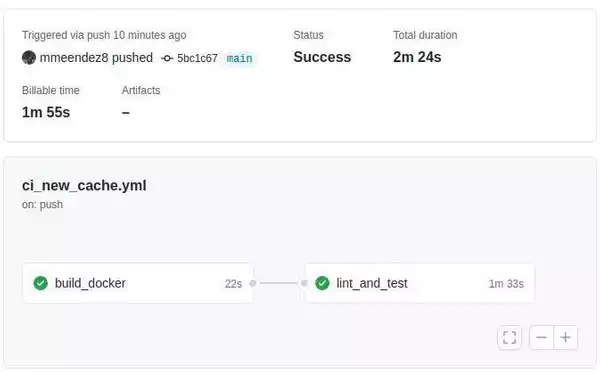 Triggered via push 10 minutes ago
mmeendez8 pushed 5bc1c67 main
Status
Success
Total duration
2m 24s
Billable time
1m 55s
Artifacts
–
ci_new_cache.yml
on: push
build_docker 22s
lint_and_test 1m 33s